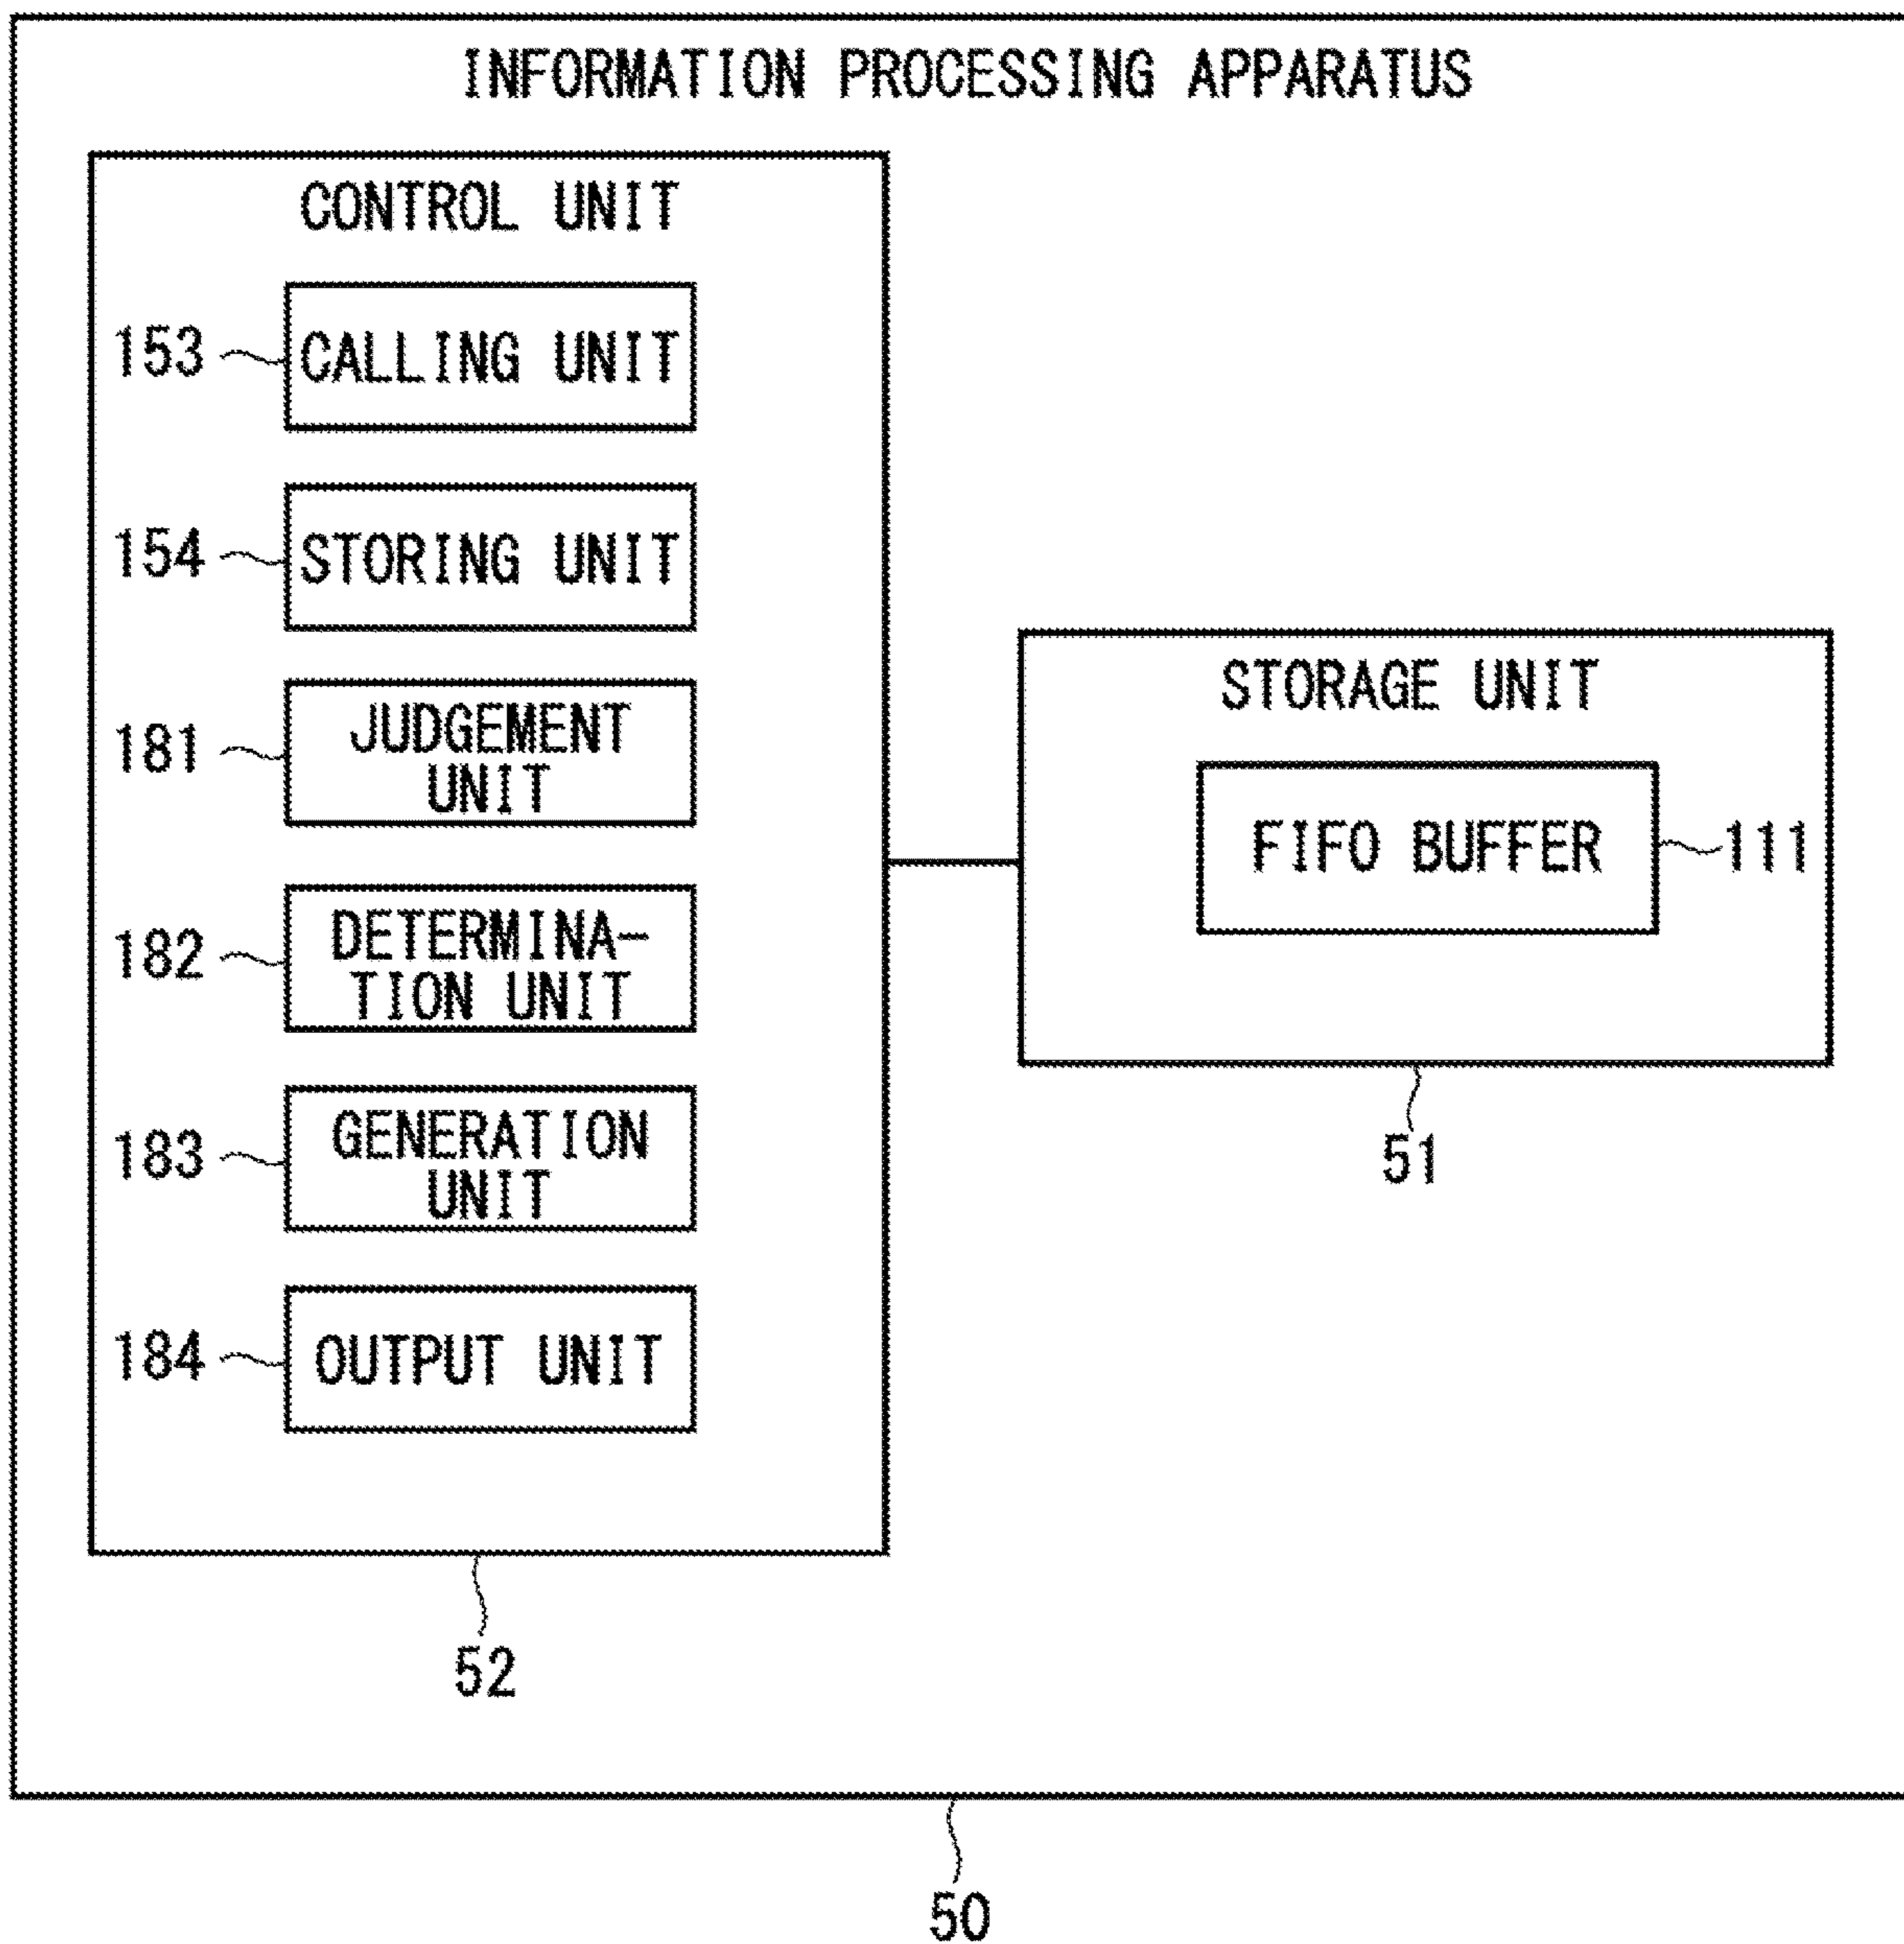 INFORMATION PROCESSING APPARATUS
CONTROL UNIT
153
CALLING UNIT
154
STORING UNIT
181
JUDGEMENT
UNIT
182
DETERMINA-
TION UNIT
183
GENERATION
UNIT
184
OUTPUT UNIT
52
STORAGE UNIT
FIFO BUFFER
111
51
50